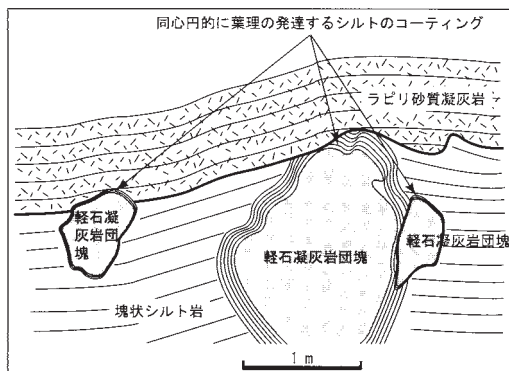 同心円的に葉理の発達するシルトのコーティング
ラピリ砂質凝灰岩
軽石凝
灰岩団
塊
軽石凝灰岩団塊
軽石凝灰岩団塊
塊状シルト岩
1 m